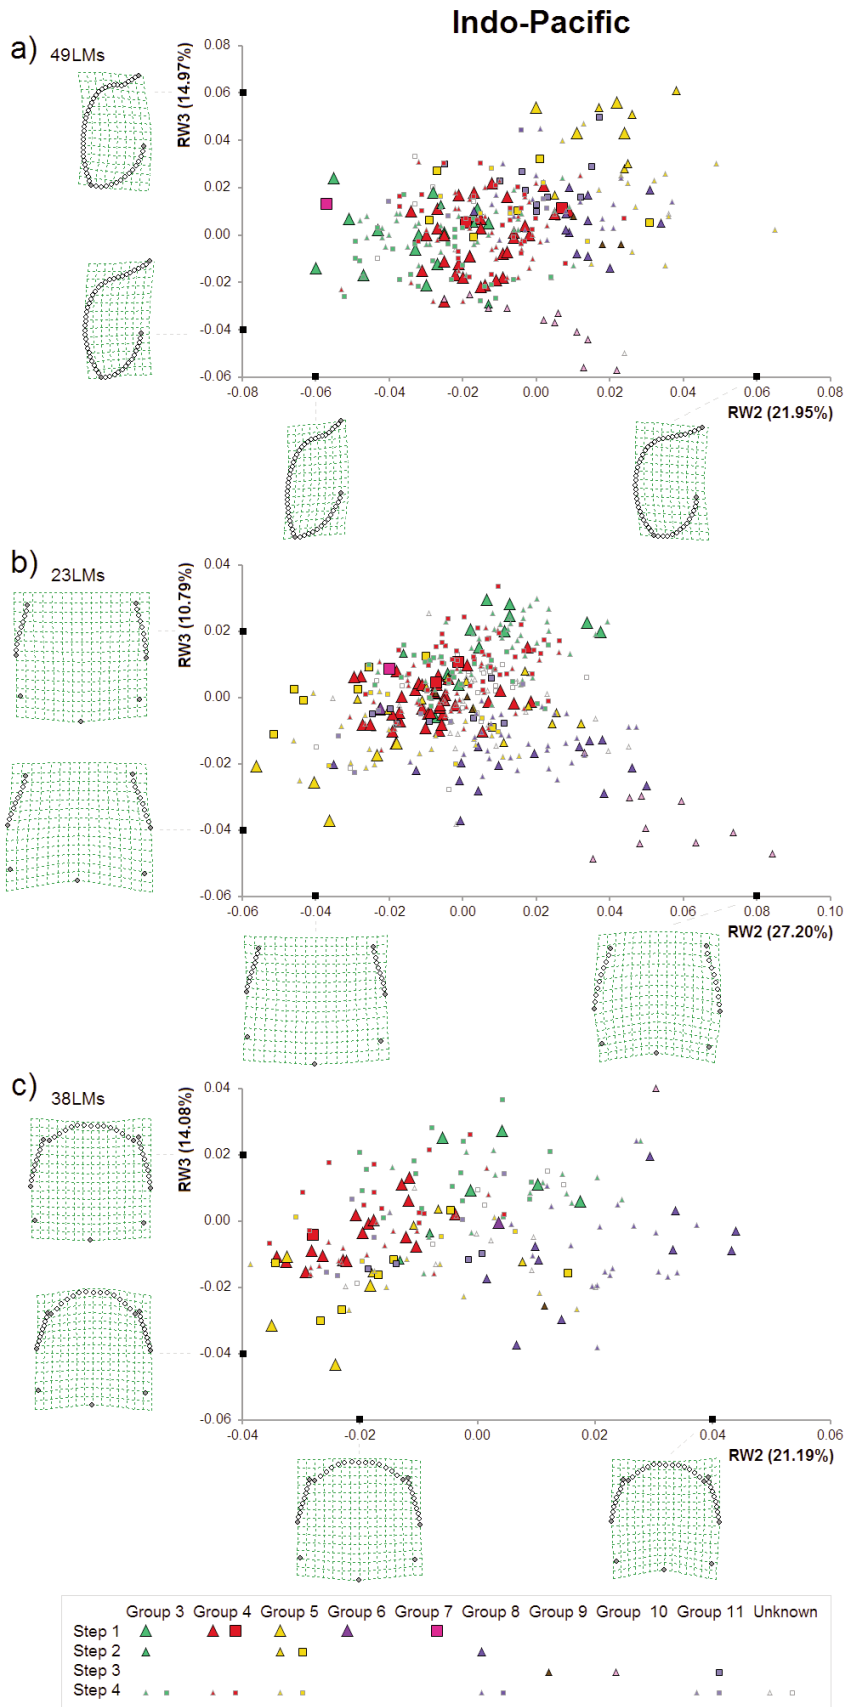 Indo-Pacific
a)
49LMs
RW3 (14.97%)
0.08
0.06
0.04
0.02
0.00
-0.02
-0.04
-0.06
-0.08 -0.06 -0.04 -0.02 0.00 0.02 0.04 0.06 0.08
RW2 (21.95%)
b)
23LMs
RW3 (10.79%)
0.04
0.02
0.00
-0.02
-0.04
-0.06
-0.06 -0.04 -0.02 0.00 0.02 0.04 0.06 0.08 0.10
RW2 (27.20%)
c)
38LMs
RW3 (14.08%)
0.04
0.02
0.00
-0.02
-0.04
-0.06
-0.04 -0.02 0.00 0.02 0.04 0.06
RW2 (21.19%)
Group 3 Group 4 Group 5 Group 6 Group 7 Group 8 Group 9 Group 10 Group 11 Unknown
Step 1
Step 2
Step 3
Step 4